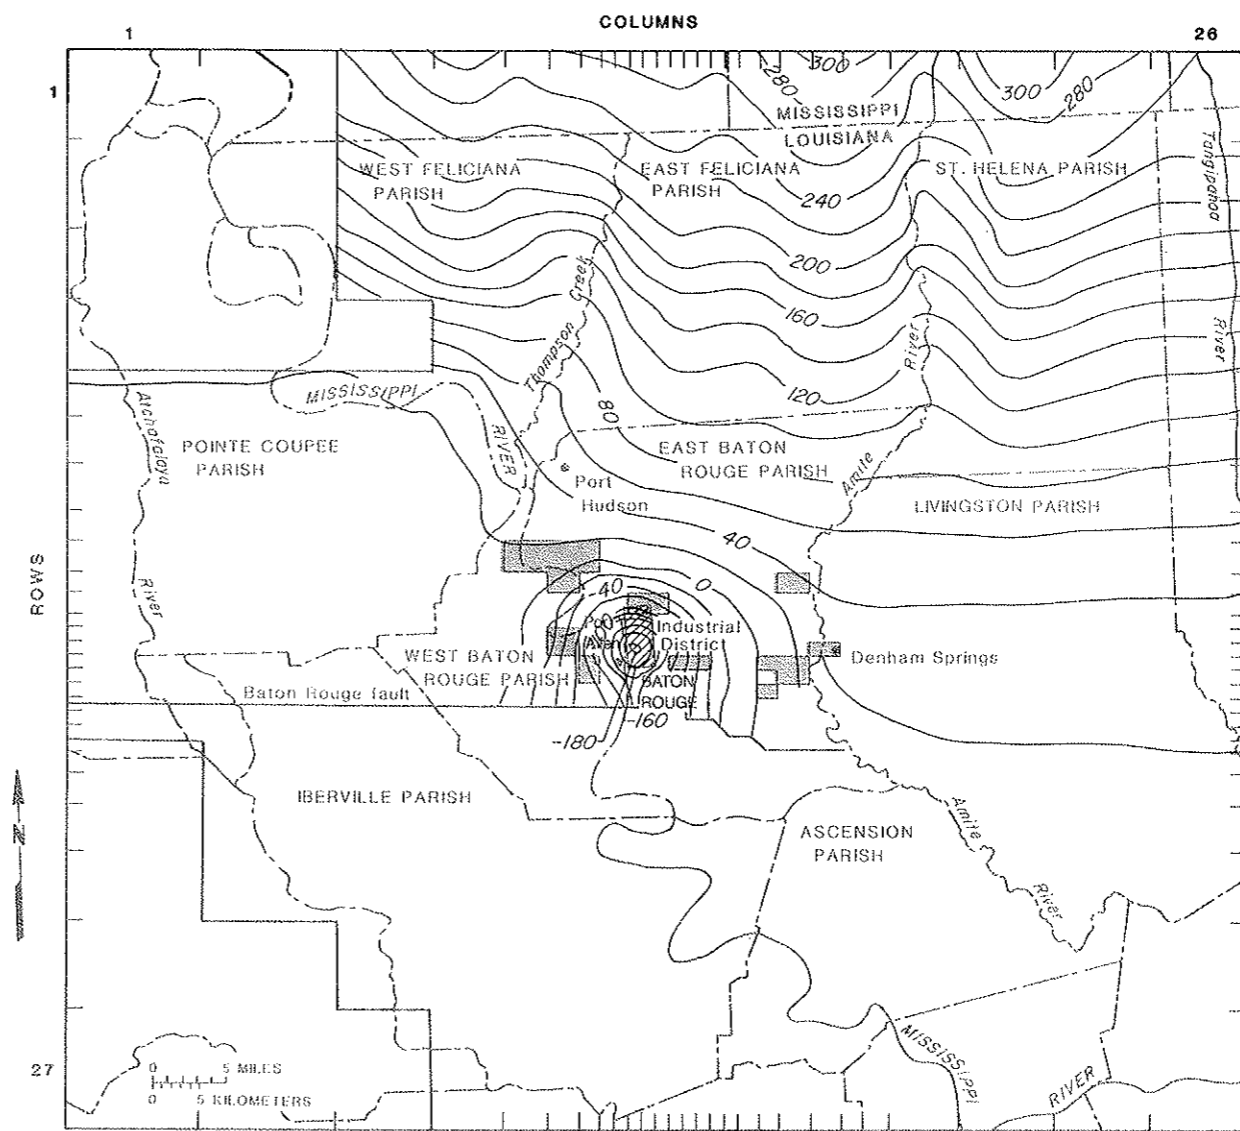 COLUMNS
1
26
1
300
280
300
280
MISSISSIPPI
LOUISIANA
WEST FELICIANA
PARISH
EAST FELICIANA
PARISH
ST. HELENA PARISH
Tangipahoa
River
240
200
160
120
80
Thompson Creek
River
MISSISSIPPI
RIVER
Atchafalaya
River
POINTE COUPEE
PARISH
EAST BATON
ROUGE PARISH
Amite
Port
Hudson
LIVINGSTON PARISH
40
0
-40
ROWS
Industrial
District
Denham Springs
WEST BATON
ROUGE PARISH
BATON
ROUGE
Baton Rouge fault
-160
-180
IBERVILLE PARISH
ASCENSION
PARISH
Amite
River
N
27
0 5 MILES
0 5 KILOMETERS
MISSISSIPPI
RIVER